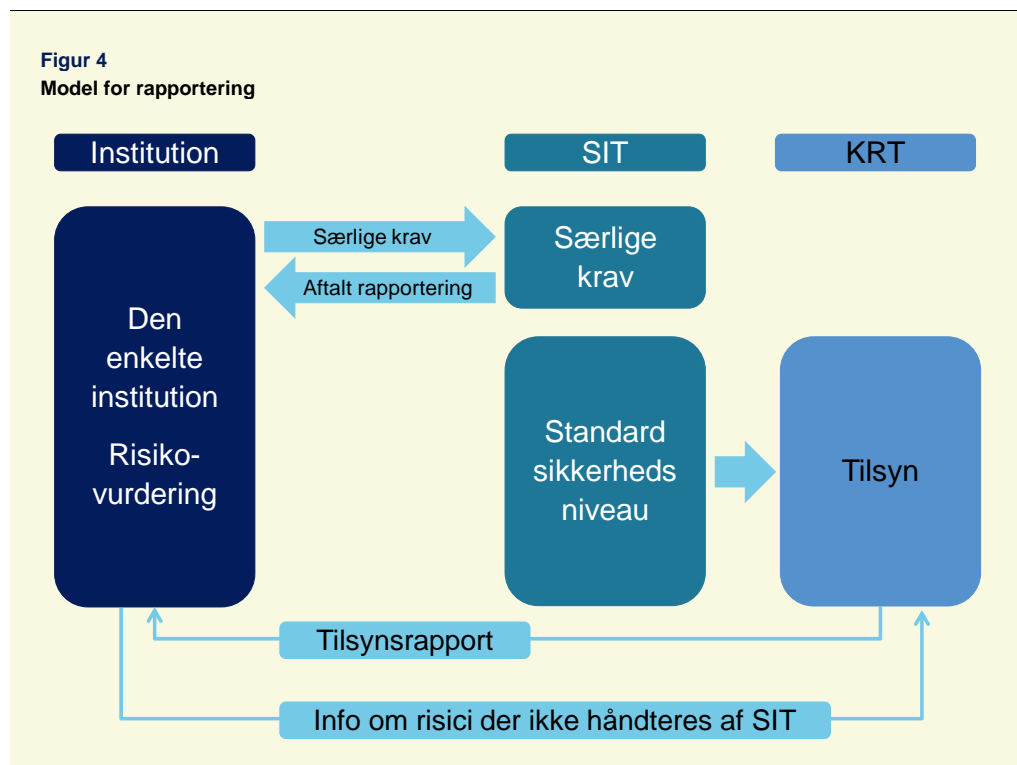 Figur 4
Model for rapportering
Institution
SIT
KRT
Særlige krav
Aftalt rapportering
Særlige
krav
Den
enkelte
institution
Risiko-
vurdering
Standard
sikkerheds
niveau
Tilsyn
Tilsynsrapport
Info om risici der ikke håndteres af SIT